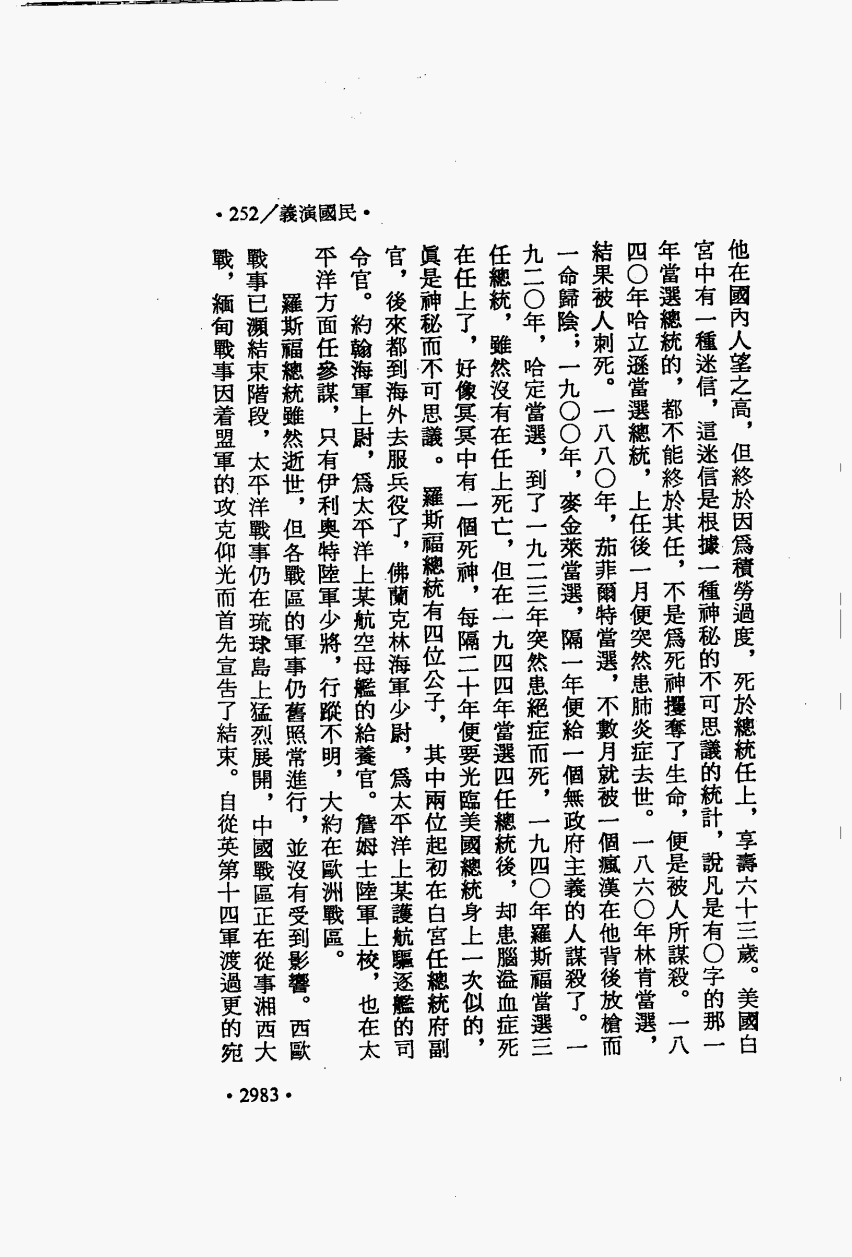 •252／義演國民•
他在國內人望之高，但終於因爲積勞過度，死於總統任上，享壽六十三歲。美國白
宮中有一種迷信，這迷信是根據一種神秘的不可思議的統計，說凡是有〇字的那一
年當選總統的，都不能終於其任，不是爲死神攫奪了生命，便是被人所謀殺。一八
四〇年哈立遜當選總統，上任後一月便突然患肺炎症去世。一八六〇年林肯當選，
結果被人刺死。一八八〇年，茄菲爾特當選，不數月就被一個瘋漢在他背後放槍而
一命歸陰；一九〇〇年，麥金萊當選，隔一年便給一個無政府主義的人謀殺了。一
九二〇年，哈定當選，到了一九二三年突然患絕症而死，一九四〇年羅斯福當選三
任總統，雖然沒有在任上死亡，但在一九四四年當選四任總統後，却患腦溢血症死
在任上了，好像冥冥中有一個死神，每隔二十年便要光臨美國總統身上一次似的，
眞是神秘而不可思議。羅斯福總統有四位公子，其中兩位起初在白宮任總統府副
官，後來都到海外去服兵役了，佛蘭克林海軍少尉，爲太平洋上某護航驅逐艦的司
令官。約翰海軍上尉，爲太平洋上某航空母艦的給養官。詹姆士陸軍上校，也在太
平洋方面任參謀，只有伊利奧特陸軍少將，行蹤不明，大約在歐洲戰區。
羅斯福總統雖然逝世，但各戰區的軍事仍舊照常進行，並沒有受到影響。西歐
戰事已瀕結束階段，太平洋戰事仍在琉球島上猛烈展開，中國戰區正在從事湘西大
戰，緬甸戰事因着盟軍的攻克仰光而首先宣告了結束。自從英第十四軍渡過更的宛
•2983•